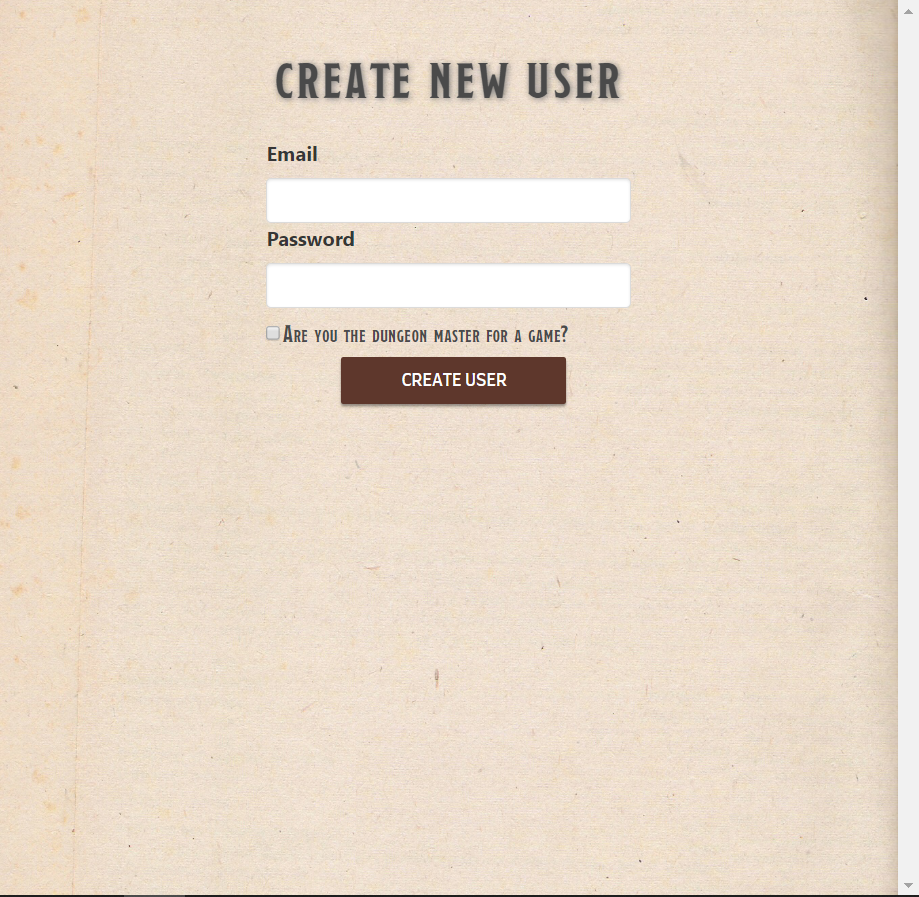 CREATE NEW USER
Email
Password
Are you the dungeon master for a game?
CREATE USER